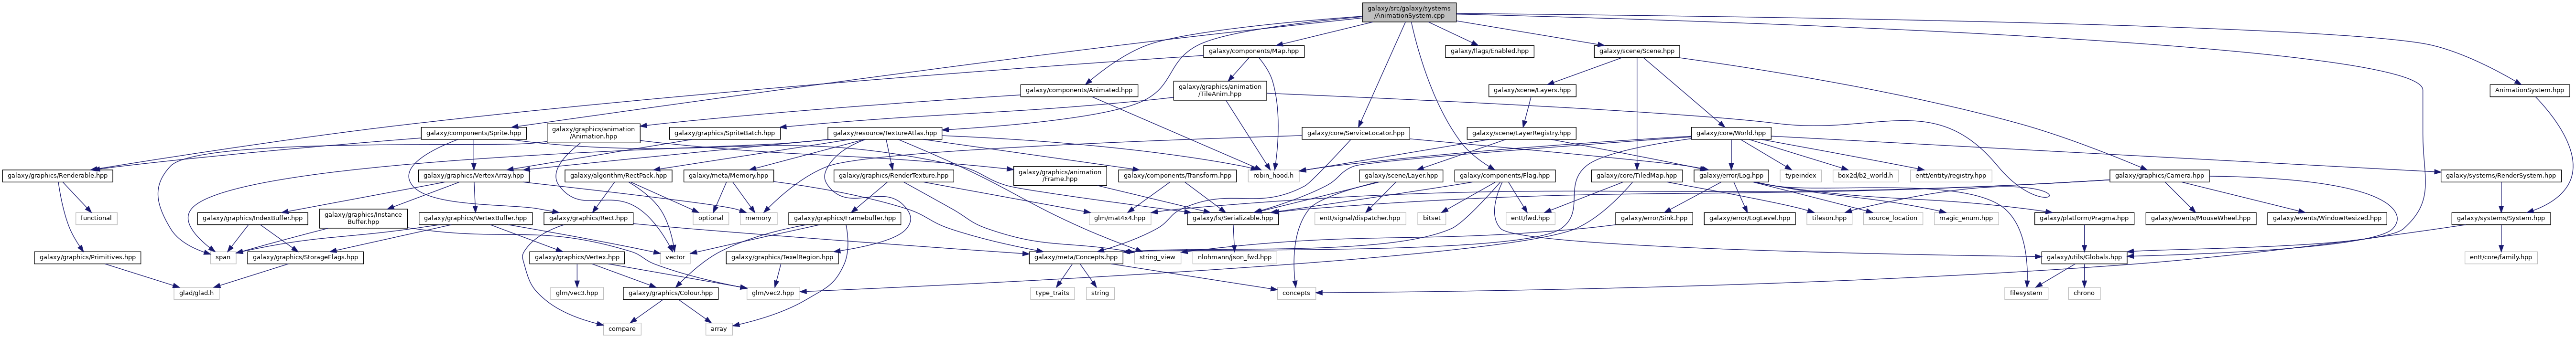 galaxy/src/galaxy/systems
/AnimationSystem.cpp
galaxy/components/Map.hpp
galaxy/flags/Enabled.hpp
galaxy/scene/Scene.hpp
galaxy/components/Animated.hpp
galaxy/graphics/animation
/TileAnim.hpp
galaxy/scene/Layers.hpp
AnimationSystem.hpp
galaxy/components/Sprite.hpp
galaxy/graphics/animation
/Animation.hpp
galaxy/graphics/SpriteBatch.hpp
galaxy/resource/TextureAtlas.hpp
galaxy/core/ServiceLocator.hpp
galaxy/scene/LayerRegistry.hpp
galaxy/core/World.hpp
galaxy/graphics/Renderable.hpp
galaxy/graphics/VertexArray.hpp
galaxy/algorithm/RectPack.hpp
galaxy/meta/Memory.hpp
galaxy/graphics/RenderTexture.hpp
galaxy/graphics/animation
/Frame.hpp
galaxy/components/Transform.hpp
robin_hood.h
galaxy/scene/Layer.hpp
galaxy/components/Flag.hpp
galaxy/core/TiledMap.hpp
galaxy/error/Log.hpp
typeindex
box2d/b2_world.h
entt/entity/registry.hpp
galaxy/graphics/Camera.hpp
galaxy/systems/RenderSystem.hpp
functional
galaxy/graphics/IndexBuffer.hpp
galaxy/graphics/Instance
Buffer.hpp
galaxy/graphics/VertexBuffer.hpp
galaxy/graphics/Rect.hpp
optional
memory
galaxy/graphics/Framebuffer.hpp
glm/mat4x4.hpp
galaxy/fs/Serializable.hpp
entt/signal/dispatcher.hpp
bitset
entt/fwd.hpp
galaxy/error/Sink.hpp
galaxy/error/LogLevel.hpp
tileson.hpp
source_location
magic_enum.hpp
galaxy/platform/Pragma.hpp
galaxy/events/MouseWheel.hpp
galaxy/events/WindowResized.hpp
galaxy/systems/System.hpp
galaxy/graphics/Primitives.hpp
span
galaxy/graphics/StorageFlags.hpp
galaxy/graphics/Vertex.hpp
vector
galaxy/graphics/TexelRegion.hpp
galaxy/meta/Concepts.hpp
string_view
nlohmann/json_fwd.hpp
galaxy/utils/Globals.hpp
entt/core/family.hpp
glad/glad.h
glm/vec3.hpp
galaxy/graphics/Colour.hpp
glm/vec2.hpp
type_traits
string
concepts
filesystem
chrono
compare
array